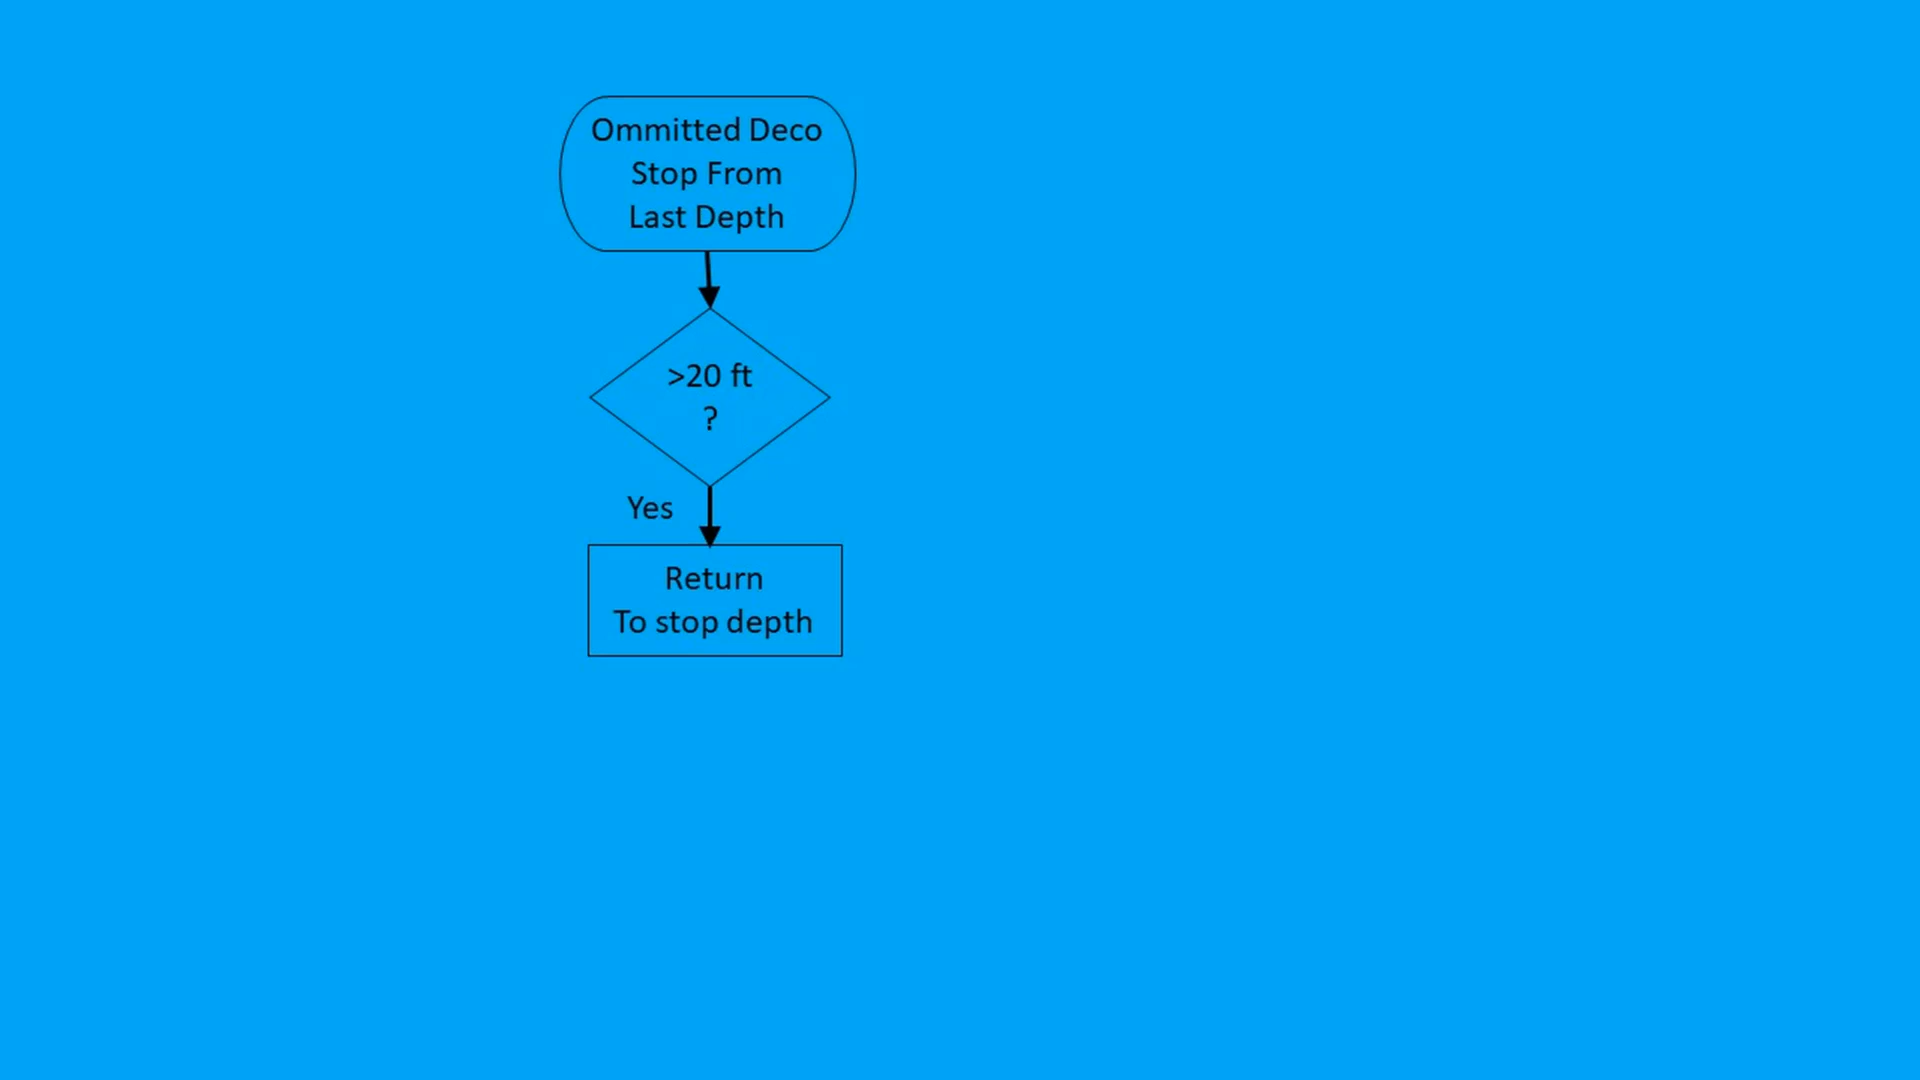 Ommitted Deco
Stop From
Last Depth
>20 ft
?
Yes
Return
To stop depth